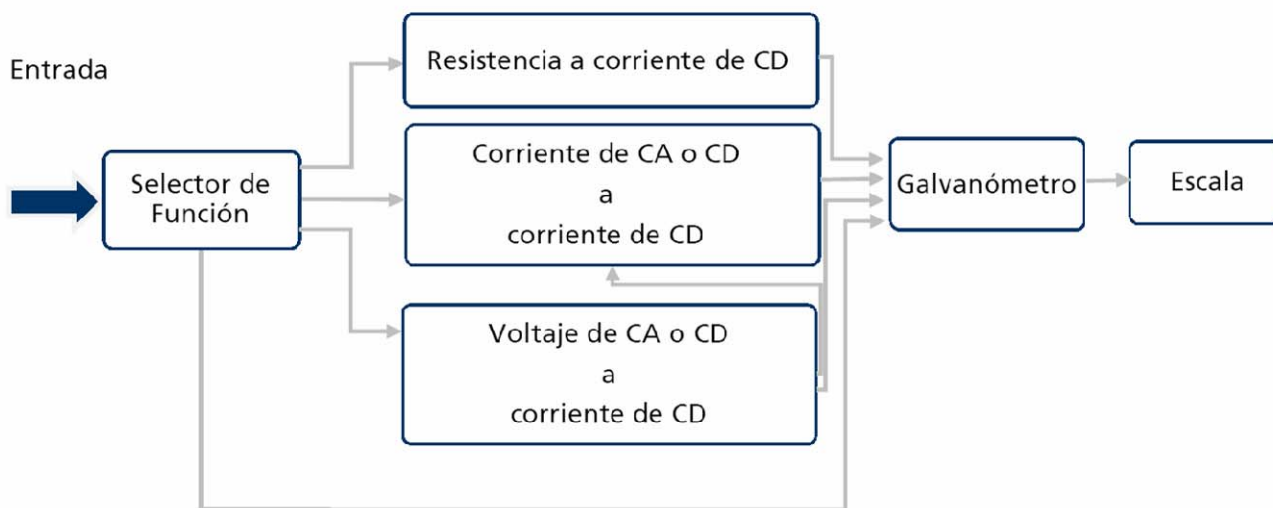 Entrada
Selector de
Función
Resistencia a corriente de CD
Corriente de CA o CD
a
corriente de CD
Voltaje de CA o CD
a
corriente de CD
Galvanómetro
Escala